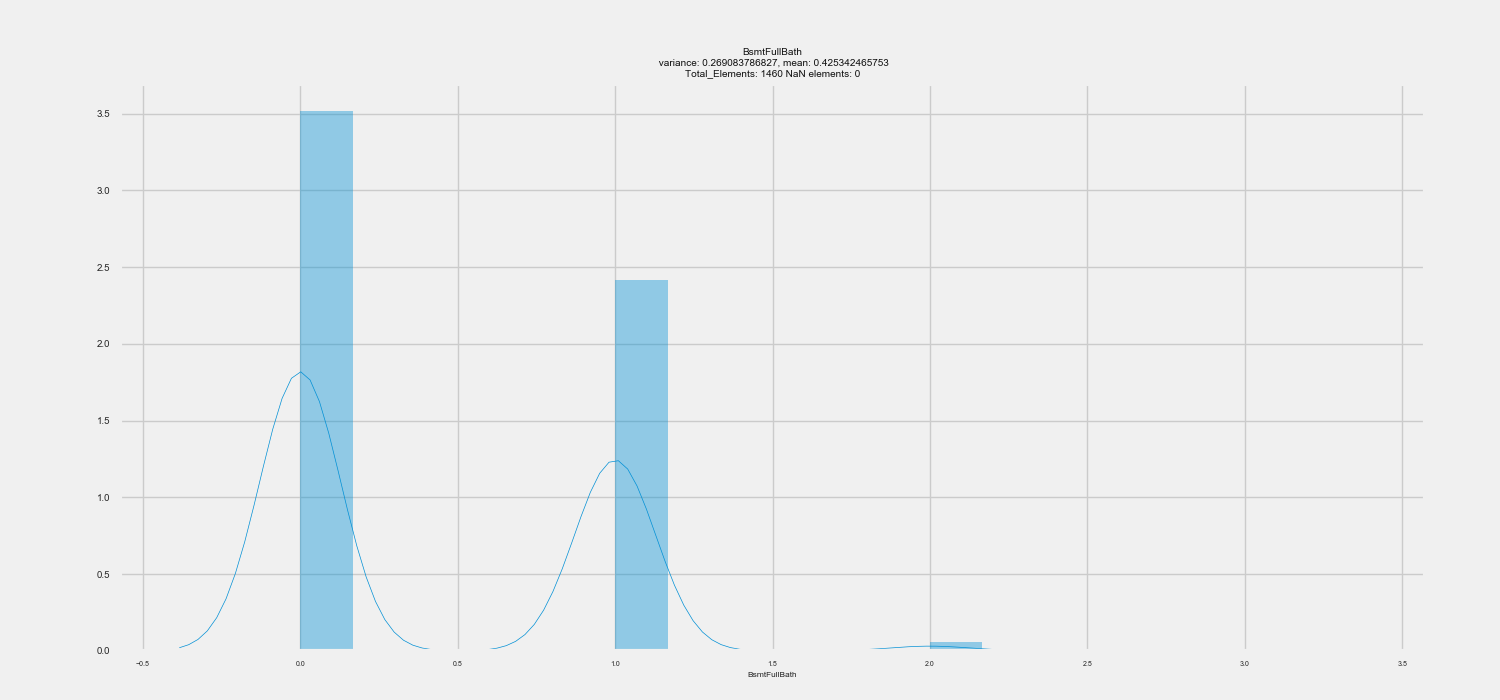 BsmtFullBath
variance: 0.269083786827, mean: 0.425342465753
Total_Elements: 1460 NaN elements: 0
3.5
3.0
2.5
2.0
1.5
1.0
0.5
0.0
−0.5 0.0 0.5 1.0 1.5 2.0 2.5 3.0 3.5
BsmtFullBath